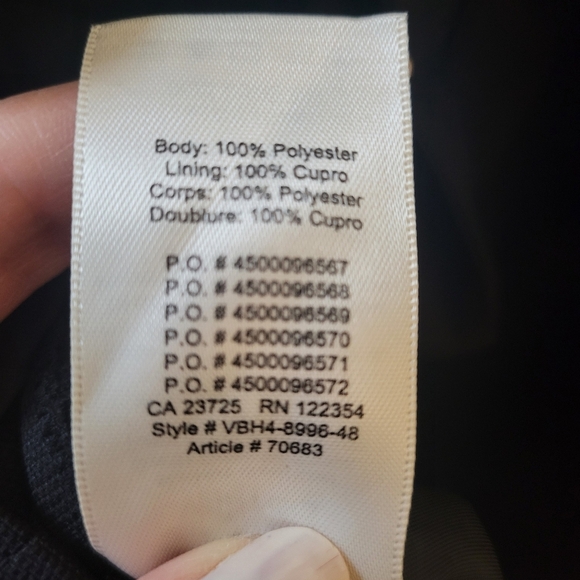 Body: 100% Polyester
Lining: 100% Cupro
Corps: 100% Polyester
Doublure: 100% Cupro
P.O. # 4500096567
P.O. # 4500096568
P.O. # 4500096569
P.O. # 4500096570
P.O. # 4500096571
P.O. # 4500096572
CA 23725 RN 122354
Style # VBH4-8996-48
Article # 70683